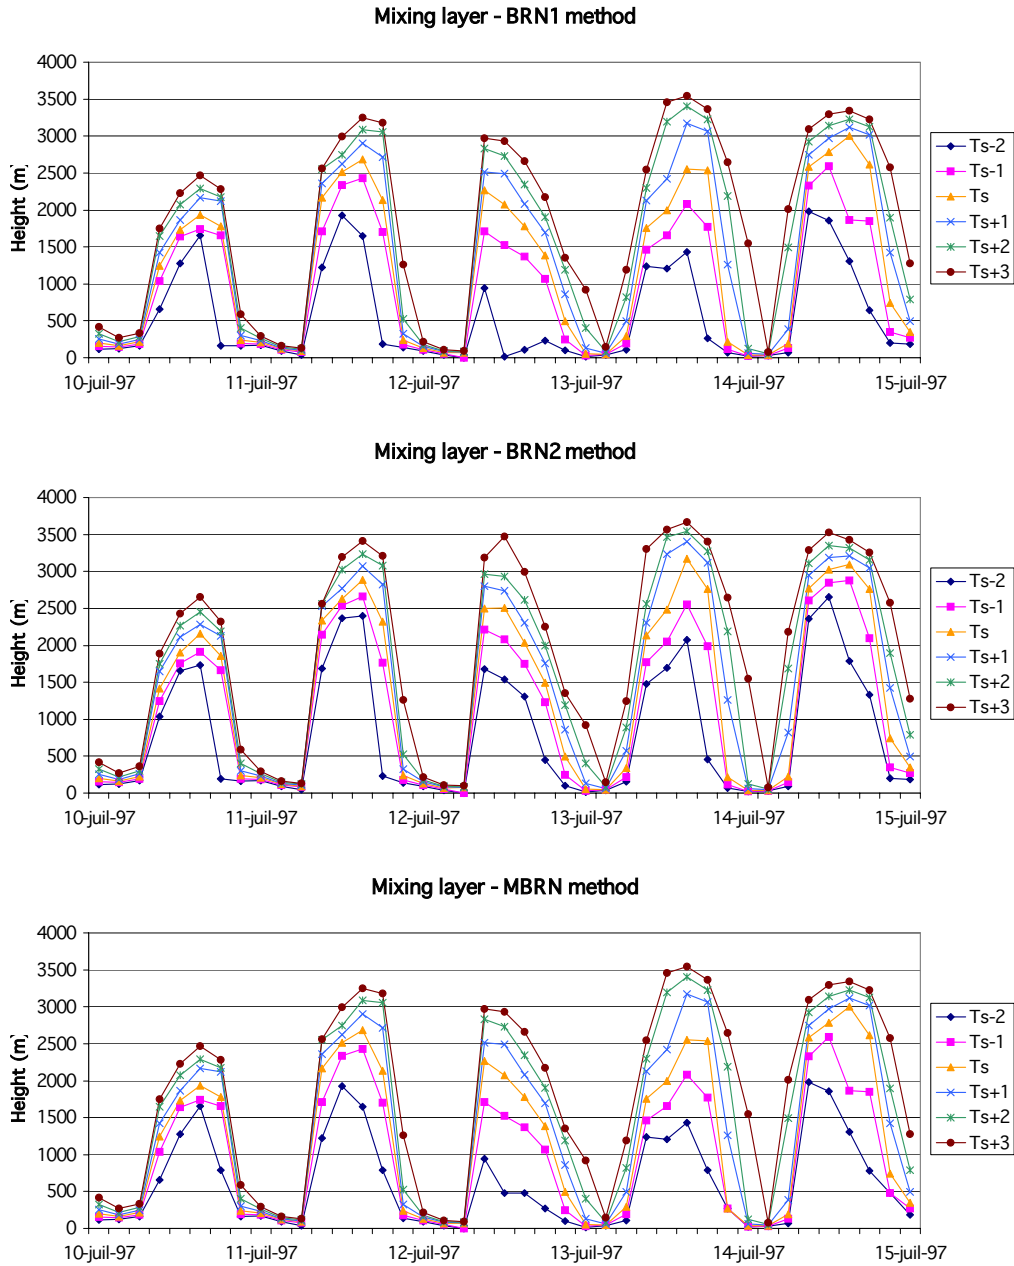 Mixing layer - BRN1 method
4000
3500
3000
2500
2000
1500
1000
500
0
Height (m)
10-juil-97 11-juil-97 12-juil-97 13-juil-97 14-juil-97 15-juil-97
Ts-2
Ts-1
Ts
Ts+1
Ts+2
Ts+3
Mixing layer - BRN2 method
4000
3500
3000
2500
2000
1500
1000
500
0
Height (m)
10-juil-97 11-juil-97 12-juil-97 13-juil-97 14-juil-97 15-juil-97
Ts-2
Ts-1
Ts
Ts+1
Ts+2
Ts+3
Mixing layer - MBRN method
4000
3500
3000
2500
2000
1500
1000
500
0
Height (m)
10-juil-97 11-juil-97 12-juil-97 13-juil-97 14-juil-97 15-juil-97
Ts-2
Ts-1
Ts
Ts+1
Ts+2
Ts+3